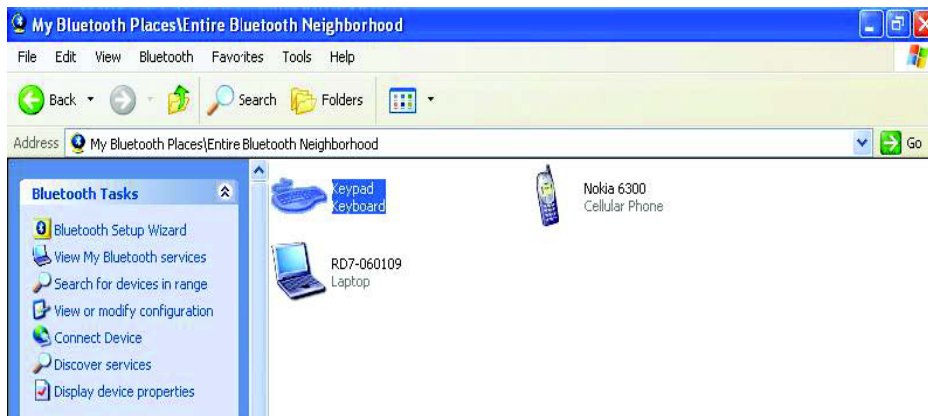 My Bluetooth Places\Entire Bluetooth Neighborhood
File Edit View Bluetooth Favorites Tools Help
Back Search Folders
Address My Bluetooth Places\Entire Bluetooth Neighborhood Go
Bluetooth Tasks
Bluetooth Setup Wizard
View My Bluetooth services
Search for devices in range
View or modify configuration
Connect Device
Discover services
Display device properties
Keypad
Keyboard
Nokia 6300
Cellular Phone
RD7-060109
Laptop